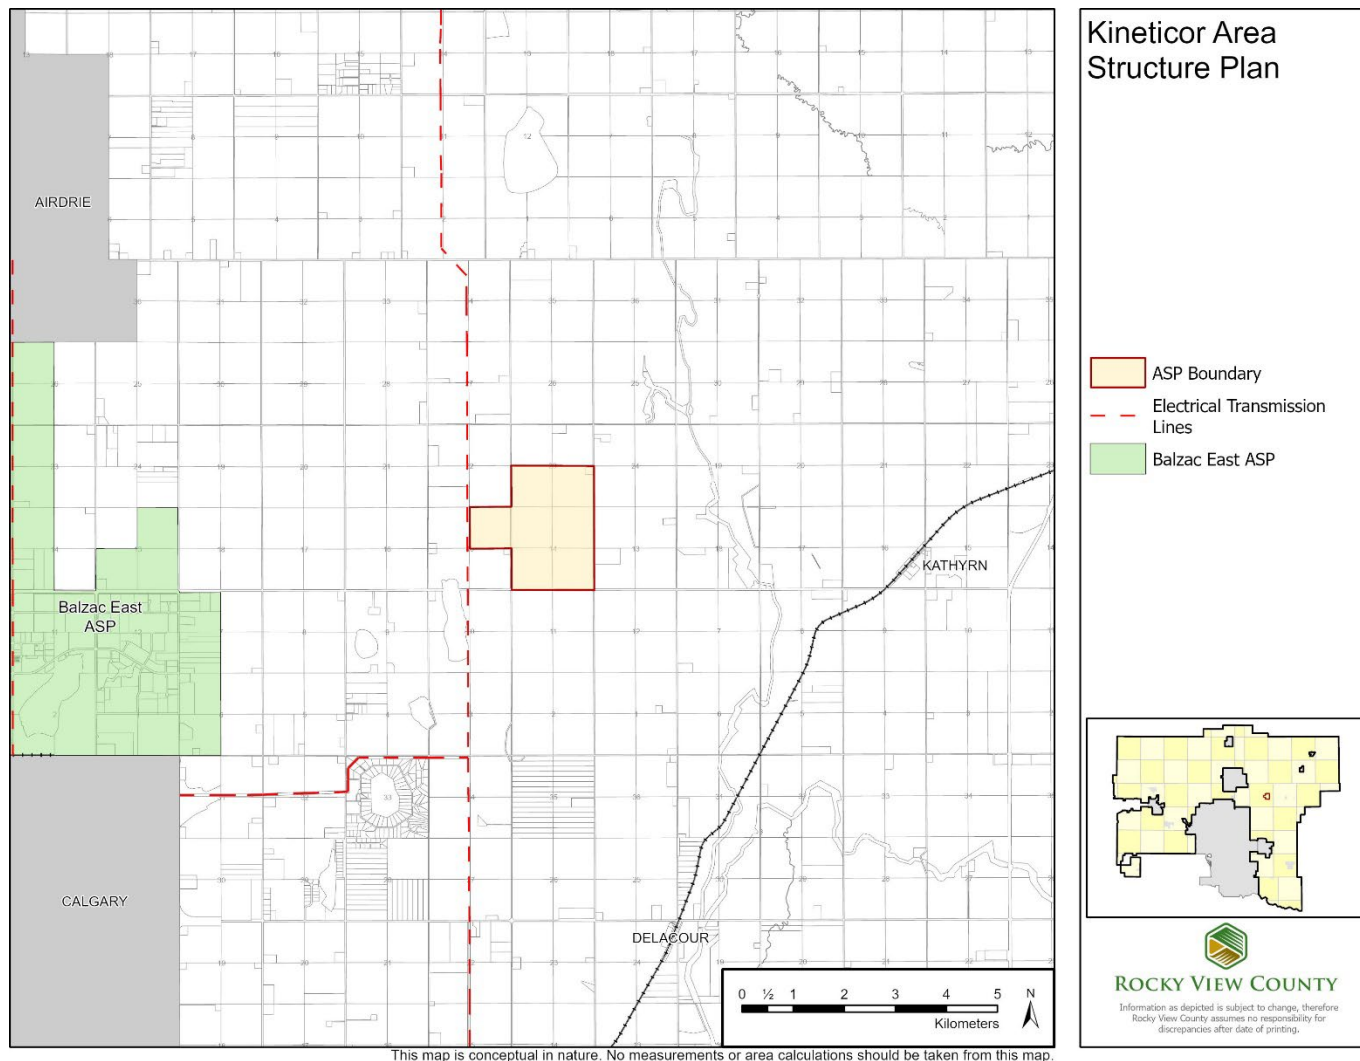 Kineticor Area
Structure Plan
AIRDRIE
ASP Boundary
Electrical Transmission
Lines
Balzac East ASP
KATHYRN
Balzac East
ASP
CALGARY
DELACOUR
0 ½ 1 2 3 4 5
Kilometers
N
ROCKY VIEW COUNTY
Information as depicted is subject to change, therefore
Rocky View County assumes no responsibility for
discrepancies after date of printing.
This map is conceptual in nature. No measurements or area calculations should be taken from this map.